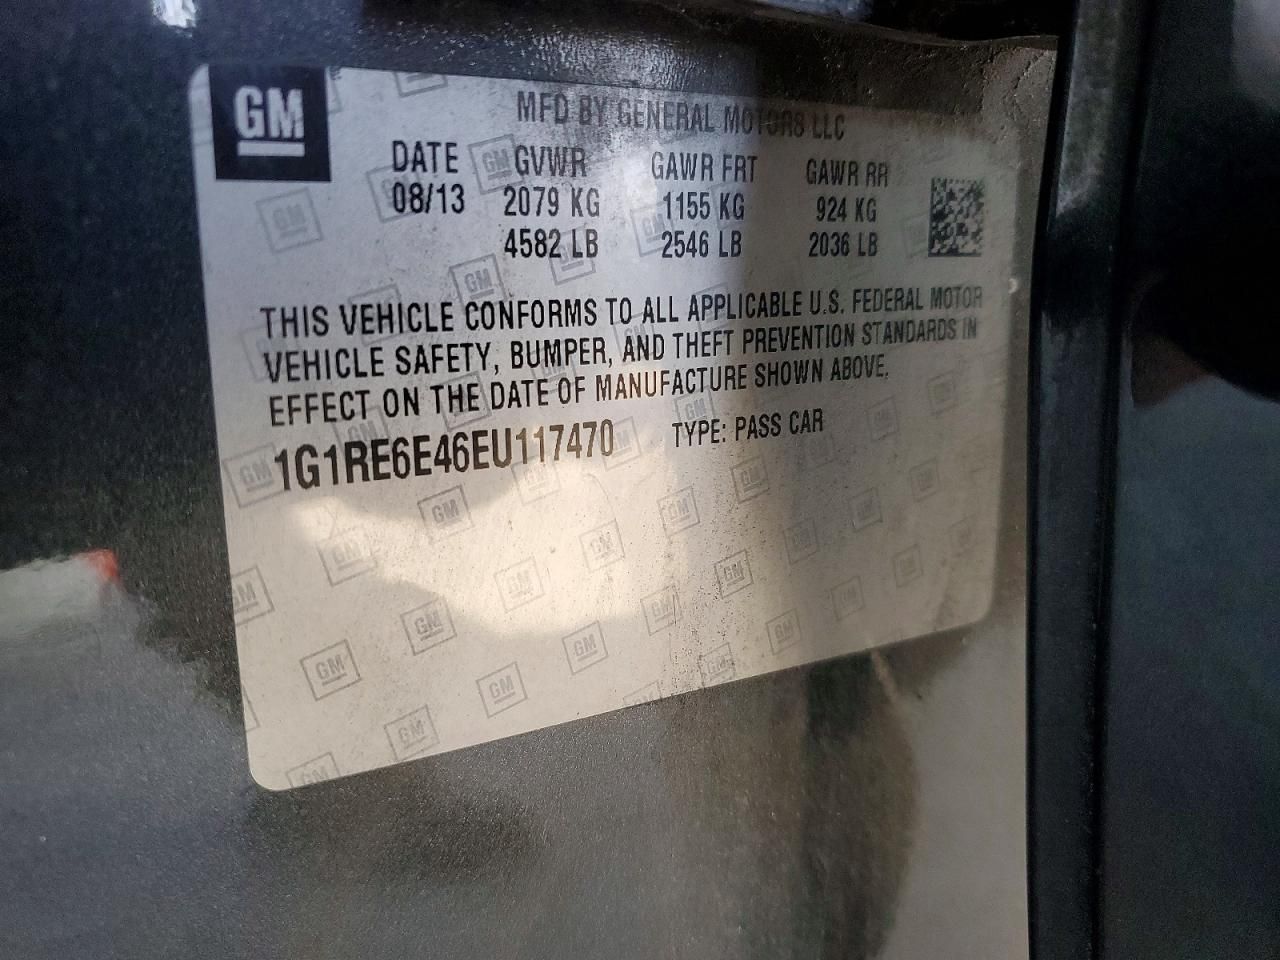 GM
MFD BY GENERAL MOTORS LLC
DATE GVWR GAWR FRT GAWR RR
08/13 2079 KG 1155 KG 924 KG
4582 LB 2546 LB 2036 LB
THIS VEHICLE CONFORMS TO ALL APPLICABLE U.S. FEDERAL MOTOR
VEHICLE SAFETY, BUMPER, AND THEFT PREVENTION STANDARDS IN
EFFECT ON THE DATE OF MANUFACTURE SHOWN ABOVE.
1G1RE6E46EU117470 TYPE: PASS CAR